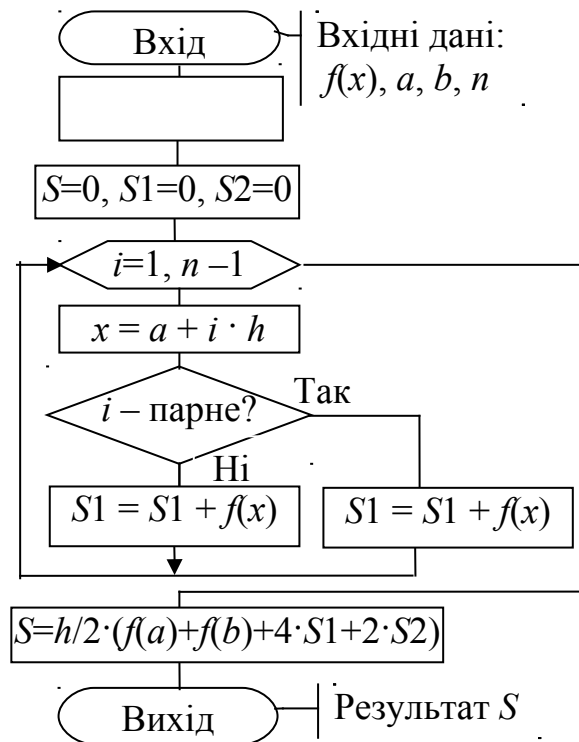 Вхід
Вхідні дані:
f(x), a, b, n
S=0, S1=0, S2=0
i=1, n –1
x = a + i · h
i – парне?
Так
Ні
S1 = S1 + f(x)
S1 = S1 + f(x)
S=h/2·(f(a)+f(b)+4·S1+2·S2)
Вихід
Результат S